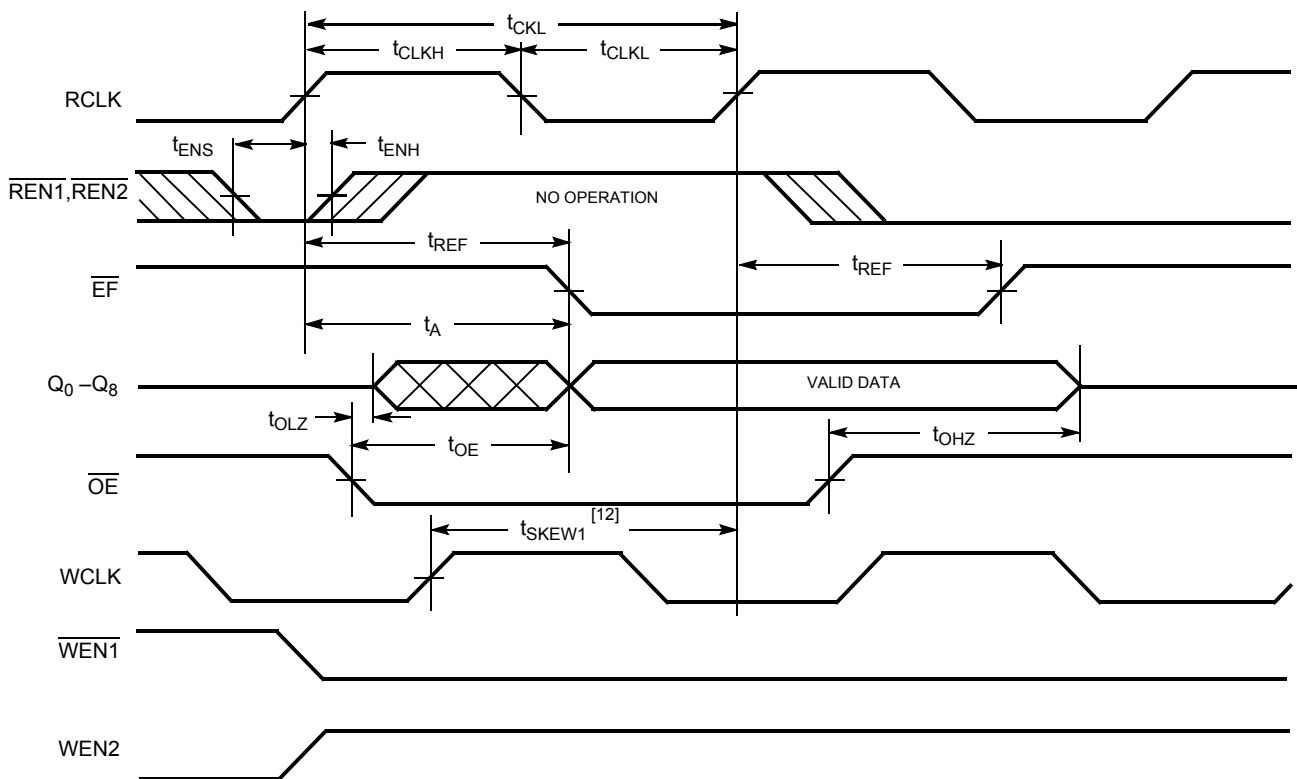 tCKL
tCLKH
tCLKL
RCLK
tENS
tENH
REN1,REN2
NO OPERATION
tREF
tREF
EF
tA
Q0 –Q8
VALID DATA
tOLZ
tOE
tOHZ
OE
tSKEW1 [12]
WCLK
WEN1
WEN2